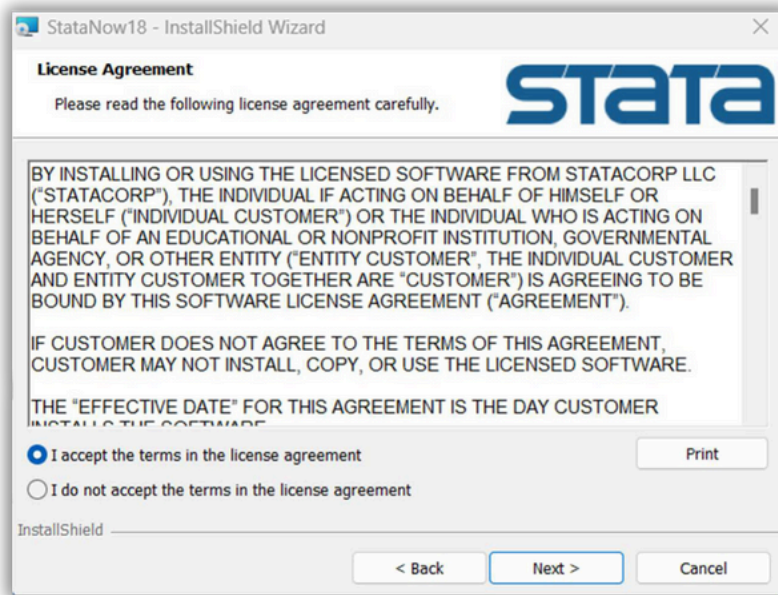 StataNow18 - InstallShield Wizard
License Agreement
Please read the following license agreement carefully.
STATA
BY INSTALLING OR USING THE LICENSED SOFTWARE FROM STATACORP LLC
(“STATACORP”), THE INDIVIDUAL IF ACTING ON BEHALF OF HIMSELF OR
HERSELF (“INDIVIDUAL CUSTOMER”) OR THE INDIVIDUAL WHO IS ACTING ON
BEHALF OF AN EDUCATIONAL OR NONPROFIT INSTITUTION, GOVERNMENTAL
AGENCY, OR OTHER ENTITY (“ENTITY CUSTOMER”, THE INDIVIDUAL CUSTOMER
AND ENTITY CUSTOMER TOGETHER ARE “CUSTOMER”) IS AGREEING TO BE
BOUND BY THIS SOFTWARE LICENSE AGREEMENT (“AGREEMENT”).
IF CUSTOMER DOES NOT AGREE TO THE TERMS OF THIS AGREEMENT,
CUSTOMER MAY NOT INSTALL, COPY, OR USE THE LICENSED SOFTWARE.
THE “EFFECTIVE DATE” FOR THIS AGREEMENT IS THE DAY CUSTOMER
INSTALLS THE SOFTWARE
I accept the terms in the license agreement
Print
I do not accept the terms in the license agreement
InstallShield
< Back
Next >
Cancel